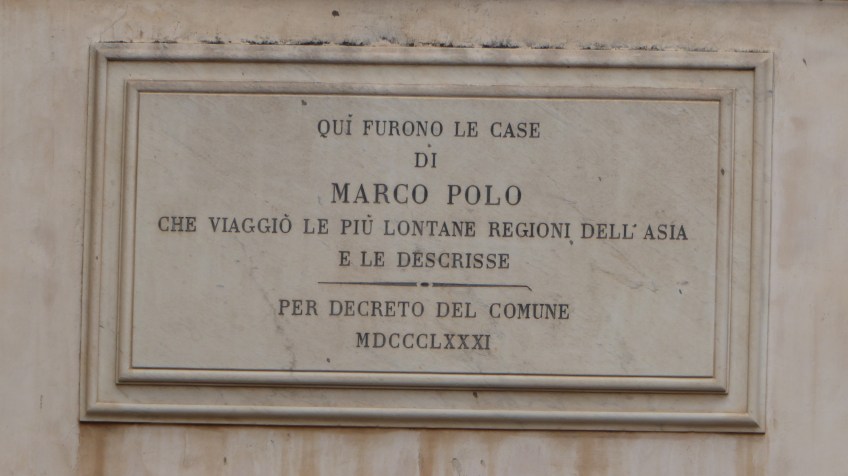 QUI FURONO LE CASE
DI
MARCO POLO
CHE VIAGGIÒ LE PIÙ LONTANE REGIONI DELL'ASIA
E LE DESCRISSE
PER DECRETO DEL COMUNE
MDCCCLXXXI